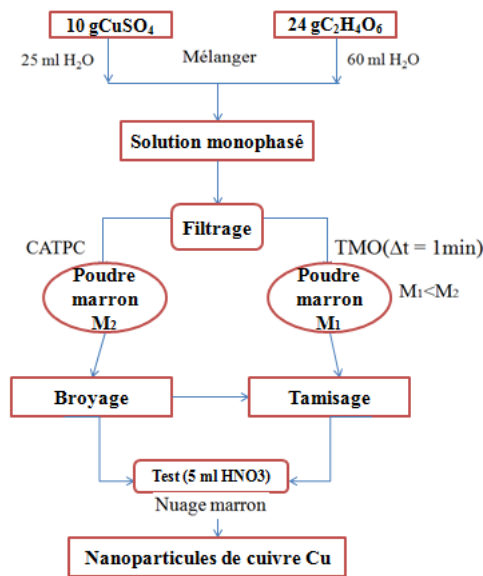 10 gCuSO₄
24 gC₂H₄O₆
25 ml H₂O
Mélanger
60 ml H₂O
Solution monophasé
Filtrage
CATPC
TMO(Δt = 1min)
Poudre
marron
M₂
Poudre
marron
M₁
M₁<M₂
Broyage
Tamisage
Test (5 ml HNO3)
Nuage marron
Nanoparticules de cuivre Cu